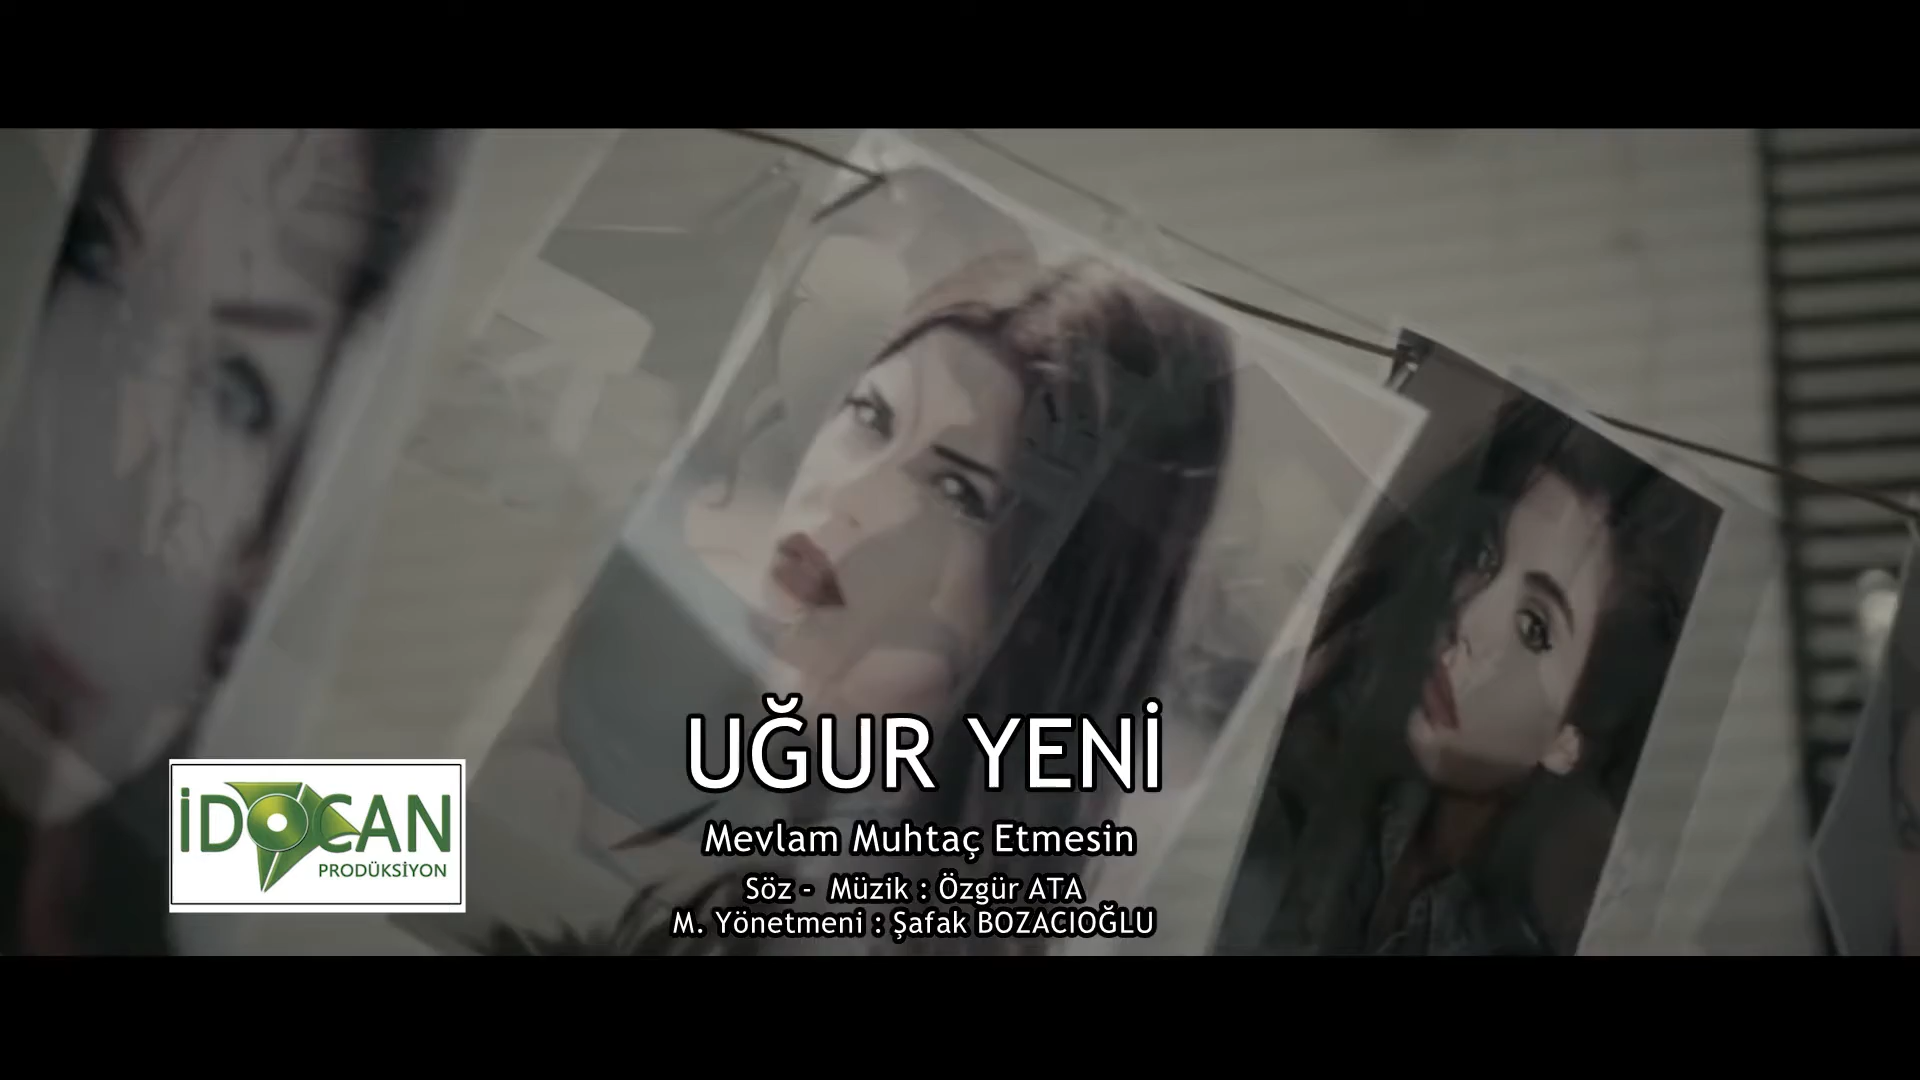 UĞUR YENİ
Mevlam Muhtaç Etmesin
Söz - Müzik : Özgür ATA
M. Yönetmeni : Şafak BOZACIOĞLU
İDOCAN
PRODÜKSİYON